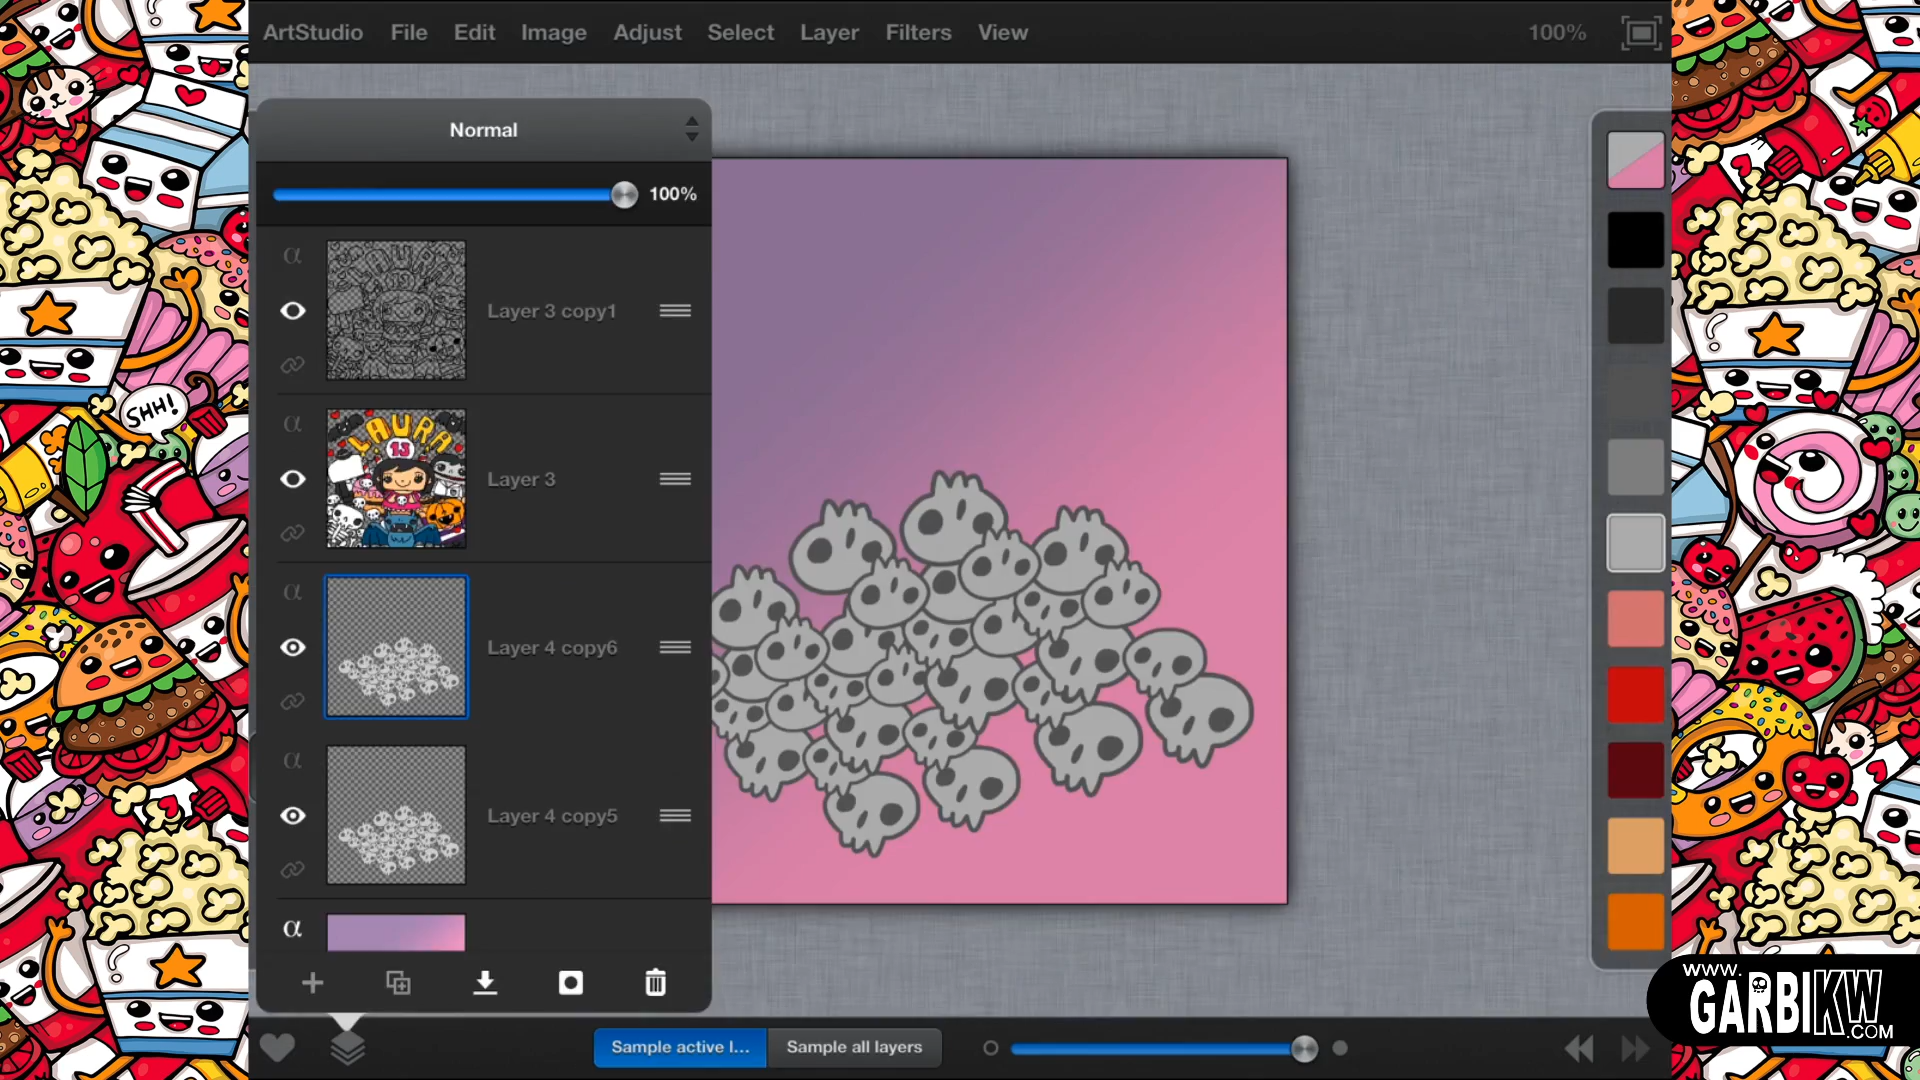 ArtStudio File Edit Image Adjust Select Layer Filters View 100%
Normal
100%
α
Layer 3 copy1
α
LAURA
13
Layer 3
α
Layer 4 copy6
α
Layer 4 copy5
α
Sample active l... Sample all layers
SHH!
WWW.
GARBIKW
.COM